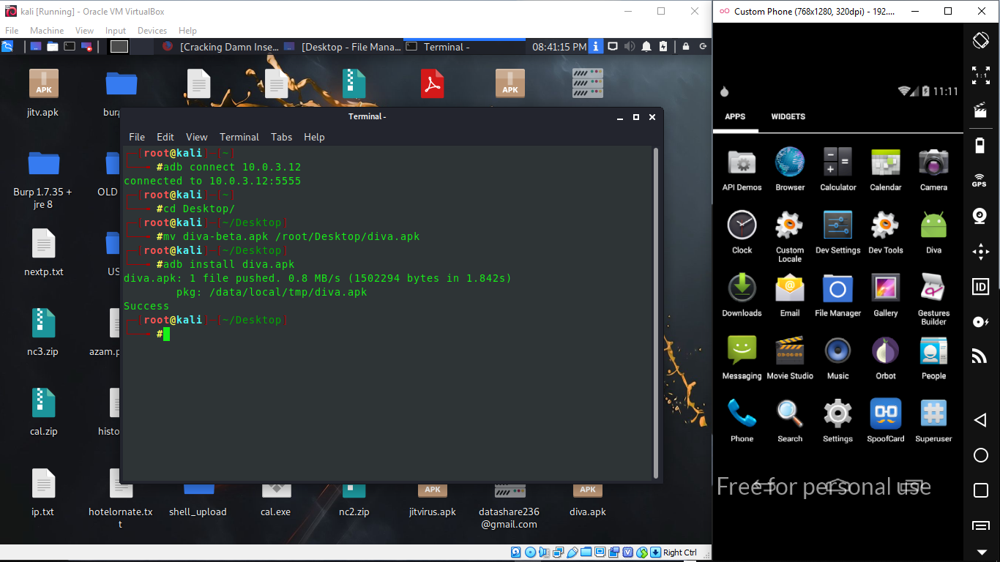 kali [Running] - Oracle VM VirtualBox
File Machine View Input Devices Help
[Cracking Damn Inse...
[Desktop - File Mana...
Terminal -
08:41:15 PM
jitv.apk
Burp 1.7.35 +
jre 8
OLD
nextp.txt
US
nc3.zip
azam.p
cal.zip
histo
ip.txt
hotelornate.tx
t
shell_upload
cal.exe
nc2.zip
jitvirus.apk
datashare236
@gmail.com
diva.apk
APK
APK
APK
APK
Terminal -
File Edit View Terminal Tabs Help
[root@kali] [~]
#adb connect 10.0.3.12
connected to 10.0.3.12:5555
[root@kali]─[~]
#cd Desktop/
[root@kali]─[~/Desktop]
#mv diva-beta.apk /root/Desktop/diva.apk
[root@kali]─[~/Desktop]
#adb install diva.apk
diva.apk: 1 file pushed. 0.8 MB/s (1502294 bytes in 1.842s)
pkg: /data/local/tmp/diva.apk
Success
[root@kali] [~/Desktop]
#
Right Ctrl
Custom Phone (768x1280, 320dpi) - 192....
11:11
APPS WIDGETS
API Demos Browser Calculator Calendar Camera
Clock Custom Locale Dev Settings Dev Tools Diva
Downloads Email File Manager Gallery Gestures Builder
Messaging Movie Studio Music Orbot People
Phone Search Settings SpoofCard Superuser
Free for personal use
1:1
GPS
ID